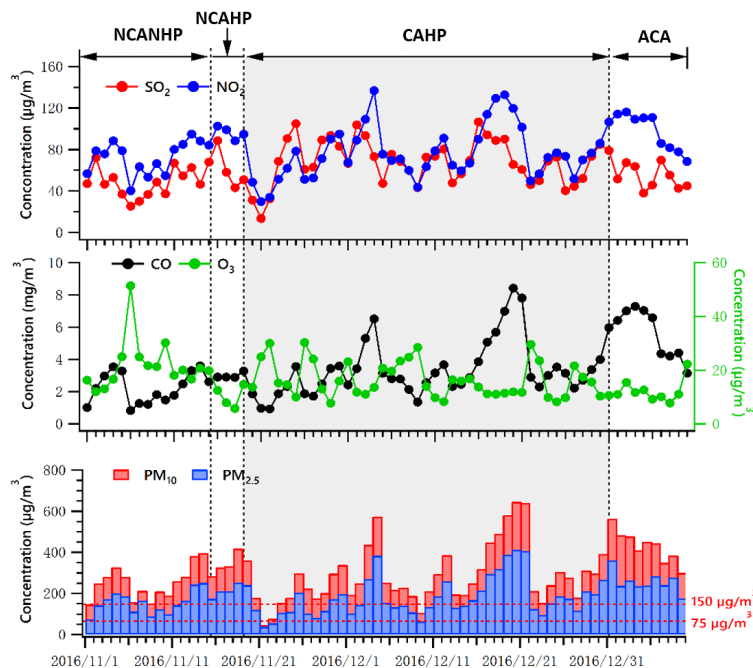 NCANHP NCAHP CAHP ACA
Concentration (μg/m³)
160
120
80
40
0
SO₂ NO₂
Concentration (mg/m³)
10
8
6
4
2
0
CO O₃
60
40
20
0
Concentration (μg/m³)
Concentration (μg/m³)
800
600
400
200
0
PM₁₀ PM₂.₅
150 μg/m³
75 μg/m³
2016/11/1 2016/11/11 2016/11/21 2016/12/1 2016/12/11 2016/12/21 2016/12/31